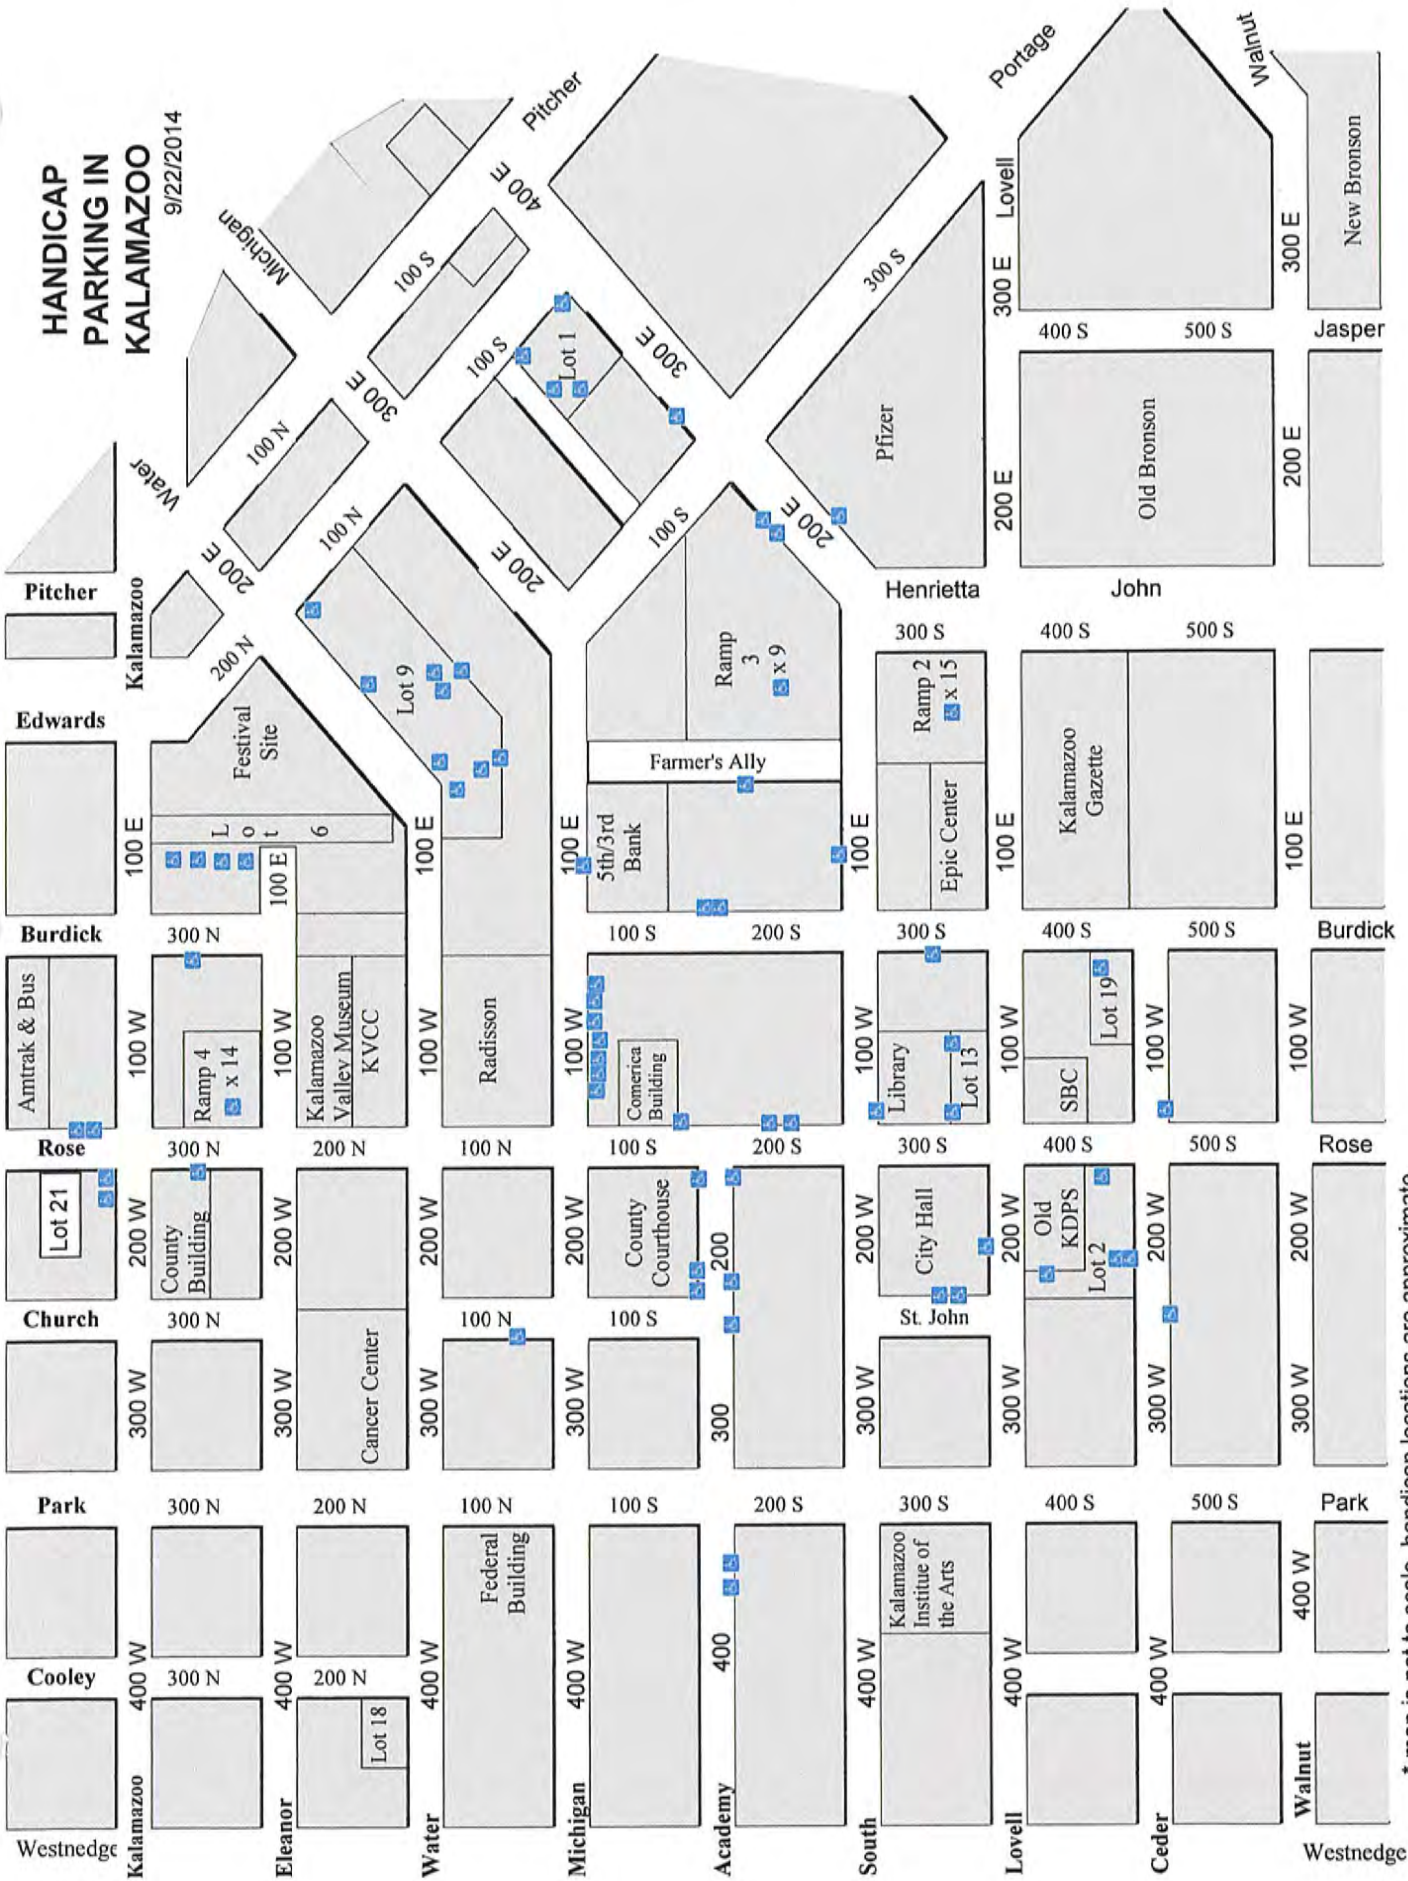 HANDICAP
PARKING IN
KALAMAZOO
9/22/2014
Pitcher
Portage
Walnut
Michigan
400 E
Lovell
300 E
300 E
New Bronson
100 S
300 S
100 S
Lot 1
300 E
400 S
500 S
Jasper
300 E
100 N
Water
Pfizer
Old Bronson
200 E
200 E
100 N
100 S
200 E
200 E
200 E
Pitcher
Kalamazoo
Henrietta
John
200 N
300 S
400 S
500 S
Lot 9
Ramp
3
x 9
Ramp 2
x 15
Edwards
Festival
Site
Farmer's Ally
Kalamazoo
Gazette
Lot 6
100 E
100 E
100 E
100 E
5th/3rd
Bank
100 E
Epic Center
100 E
100 E
Burdick
300 N
100 S
200 S
300 S
400 S
500 S
Burdick
Amtrak & Bus
100 W
Ramp 4
x 14
100 W
Kalamazoo
Valley Museum
KVCC
100 W
Radisson
100 W
Comerica
Building
100 W
Library
Lot 13
100 W
SBC
Lot 19
100 W
100 W
Rose
300 N
200 N
100 N
100 S
200 S
300 S
400 S
500 S
Rose
Lot 21
200 W
County
Building
200 W
200 W
200 W
County
Courthouse
200
200 W
City Hall
200 W
Old
KDPS
Lot 2
200 W
200 W
Church
300 N
100 N
100 S
St. John
300 W
300 W
Cancer Center
300 W
300 W
300
300 W
300 W
300 W
300 W
Park
300 N
200 N
100 N
100 S
200 S
300 S
400 S
500 S
Park
Federal
Building
Kalamazoo
Institue of
the Arts
400 W
Cooley
400 W
300 N
400 W
200 N
400 W
400 W
400
400 W
400 W
400 W
Lot 18
Westnedge
Kalamazoo
Eleanor
Water
Michigan
Academy
South
Lovell
Ceder
Walnut
Westnedge